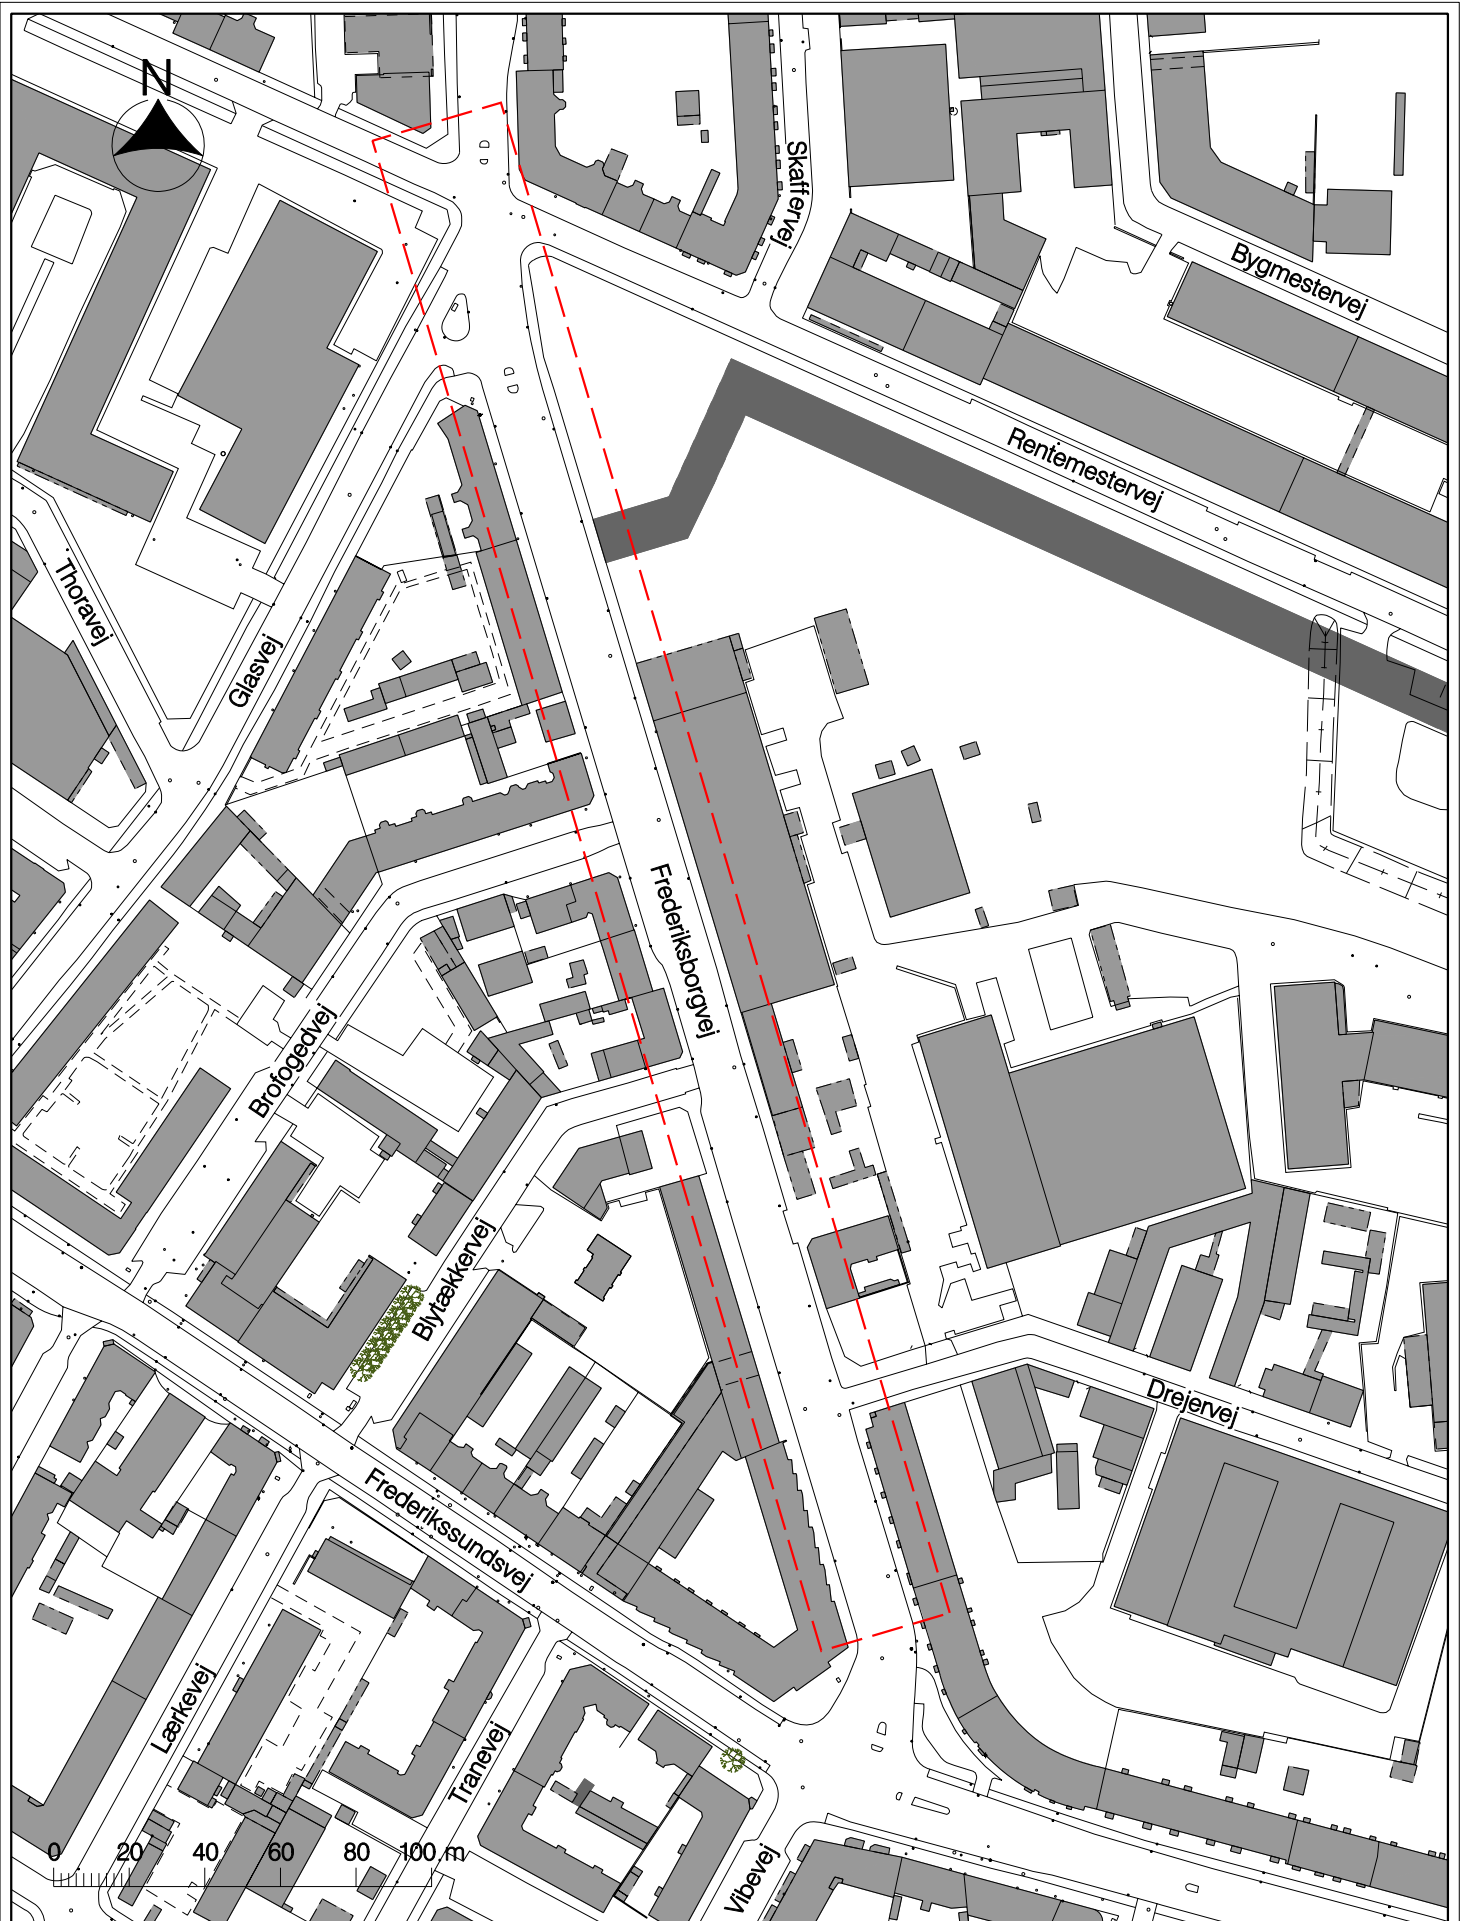 N
Skaffervej
Bygmestervej
Rentemestervej
Thoravej
Glasvej
Frederiksborgvej
Brofogedvej
Blytækkervej
Drejervej
Frederikssundsvej
Lærkevej
Tranevej
Vibevej
0 20 40 60 80 100 m